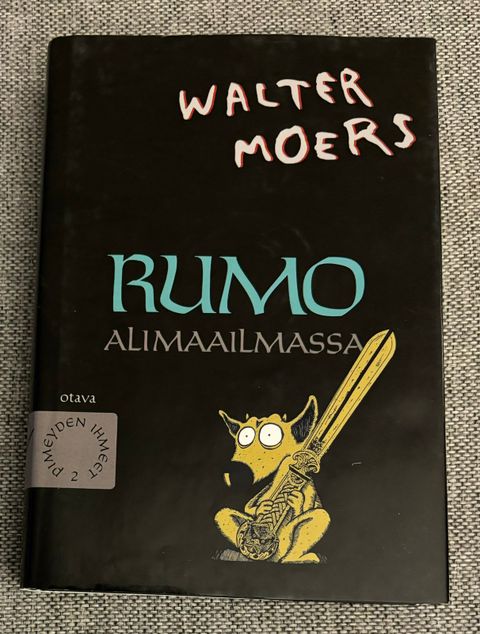 WALTER
MOERS
RUMO
ALIMAAILMASSA
otava
PIMEYDEN IHMEET
2